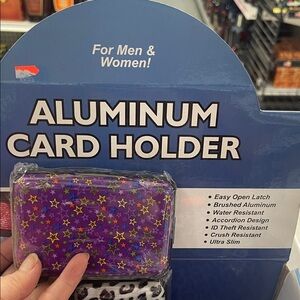 For Men &
Women!
ALUMINUM
CARD HOLDER
• Easy Open Latch
• Brushed Aluminum
• Water Resistant
• Accordion Design
• ID Theft Resistant
• Crush Resistant
• Ultra Slim